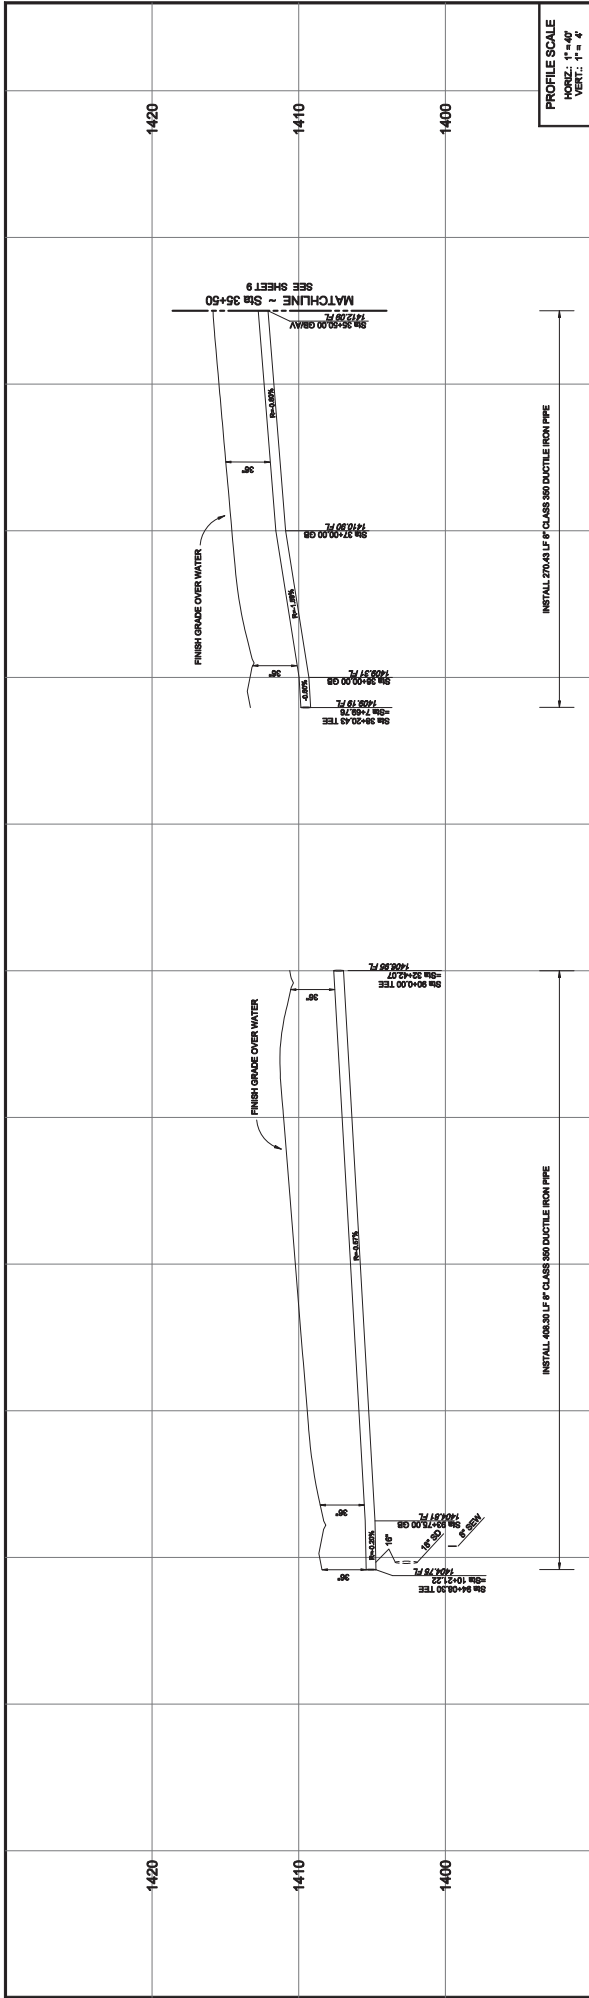 1420
1410
1400
PROFILE SCALE
HORIZ.: 1" = 40'
VERT.: 1" = 4'
MATCHLINE ~ Sta 35+50
SEE SHEET 9
Sta 35+50.00 GB/AV
1412.09 FL
R=-0.80%
36"
FINISH GRADE OVER WATER
Sta 37+00.00 GB
1410.90 FL
R=-1.59%
36"
Sta 38+00.00 GB
1409.31 FL
-0.60%
Sta 38+20.43 TEE
=Sta 7+69.76
1409.19 FL
INSTALL 270.43 LF 8" CLASS 350 DUCTILE IRON PIPE
Sta 90+0.00 TEE
=Sta 32+42.07
1406.95 FL
36"
FINISH GRADE OVER WATER
R=-0.57%
36"
Sta 93+75.00 GB
1404.81 FL
R=-0.20%
18"
18" SD
8" SEW
36"
Sta 94+08.30 TEE
=Sta 10+21.22
1404.75 FL
INSTALL 408.30 LF 8" CLASS 350 DUCTILE IRON PIPE
1420
1410
1400